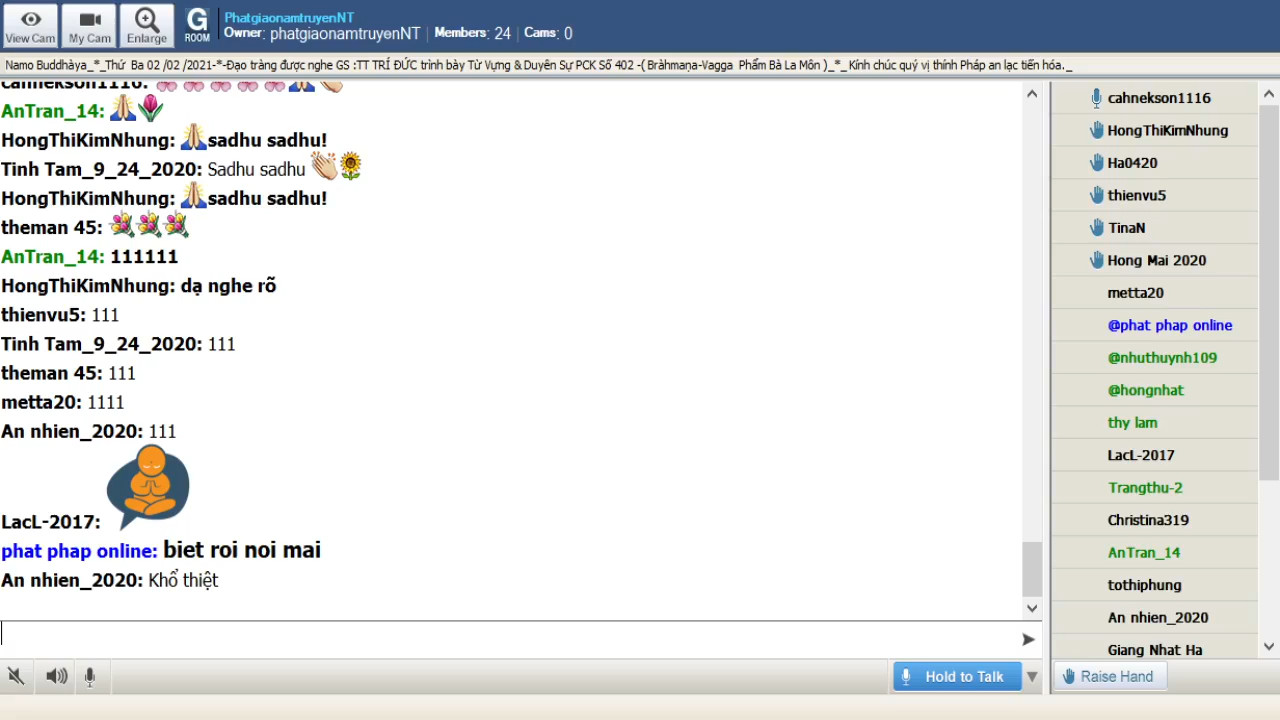 View Cam
My Cam
Enlarge
G
ROOM
PhatgiaonamtruyenNT
Owner: phatgiaonamtruyenNT | Members: 24 | Cams: 0
Namo Buddhàya_*_Thứ Ba 02 /02 /2021-*-Đạo tràng được nghe GS :TT TRÍ ĐỨC trình bày Từ Vựng & Duyên Sự PCK Số 402 -( Bràhmaṇa-Vagga Phẩm Bà La Môn )_*_ Kính chúc quý vị thính Pháp an lạc tiến hóa._
cahnekson1116:
AnTran_14:
HongThiKimNhung: sadhu sadhu!
Tinh Tam_9_24_2020: Sadhu sadhu
HongThiKimNhung: sadhu sadhu!
theman 45:
AnTran_14: 111111
HongThiKimNhung: dạ nghe rõ
thienvu5: 111
Tinh Tam_9_24_2020: 111
theman 45: 111
metta20: 1111
An nhien_2020: 111
LacL-2017:
phat phap online: biet roi noi mai
An nhien_2020: Khổ thiệt
Hold to Talk
cahnekson1116
HongThiKimNhung
Ha0420
thienvu5
TinaN
Hong Mai 2020
metta20
@phat phap online
@nhuthuynh109
@hongnhat
thy lam
LacL-2017
Trangthu-2
Christina319
AnTran_14
tothiphung
An nhien_2020
Giang Nhat Ha
Raise Hand